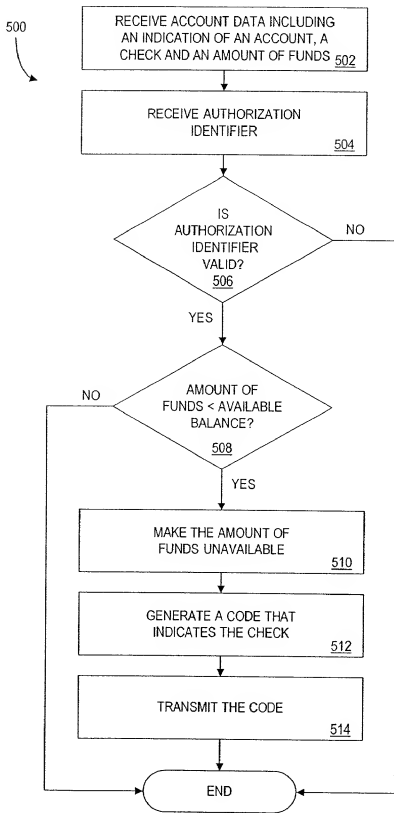 500
RECEIVE ACCOUNT DATA INCLUDING
AN INDICATION OF AN ACCOUNT, A
CHECK AND AN AMOUNT OF FUNDS 502
RECEIVE AUTHORIZATION
IDENTIFIER
504
IS
AUTHORIZATION
IDENTIFIER
VALID?
506
NO
YES
AMOUNT OF
FUNDS < AVAILABLE
BALANCE?
508
NO
YES
MAKE THE AMOUNT OF
FUNDS UNAVAILABLE
510
GENERATE A CODE THAT
INDICATES THE CHECK
512
TRANSMIT THE CODE
514
END